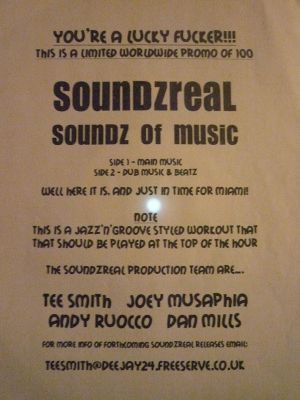 YOU'RE A LUCKY FUCKER!!!
THIS IS A LIMITED WORLDWIDE PROMO OF 100
SOUNDZREAL
SOUNDZ OF MUSIC
SIDE 1 - MAIN MUSIC
SIDE 2 - DUB MUSIC & BEATZ
WELL HERE IT IS. AND JUST IN TIME FOR MIAMI!
NOTE
THIS IS A JAZZ'N'GROOVE STYLED WORKOUT THAT
THAT SHOULD BE PLAYED AT THE TOP OF THE HOUR
THE SOUNDZREAL PRODUCTION TEAM ARE....
TEE SMITH JOEY MUSAPHIA
ANDY RUOCCO DAN MILLS
FOR MORE INFO OF FORTHCOMING SOUNDZREAL RELEASES EMAIL:
TEESMITH@DEEJAY24.FREESERVE.CO.UK